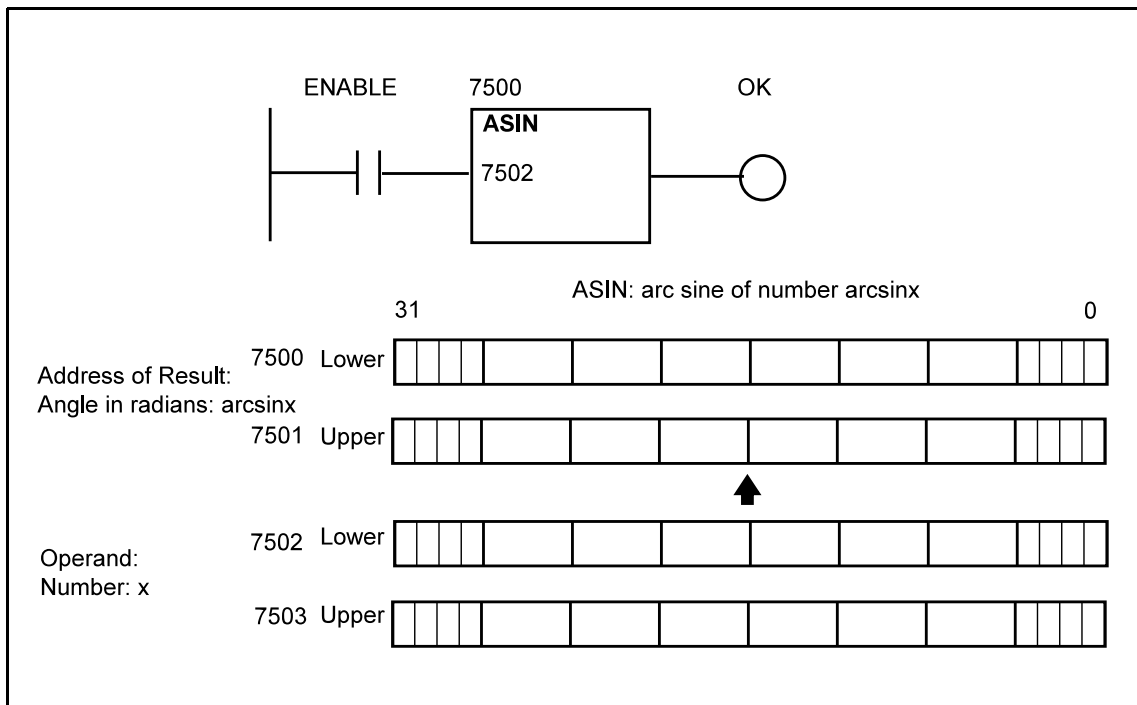 ENABLE 7500 OK
ASIN
7502
ASIN: arc sine of number arcsinx
31 0
7500 Lower
Address of Result:
Angle in radians: arcsinx
7501 Upper
7502 Lower
Operand:
Number: x
7503 Upper